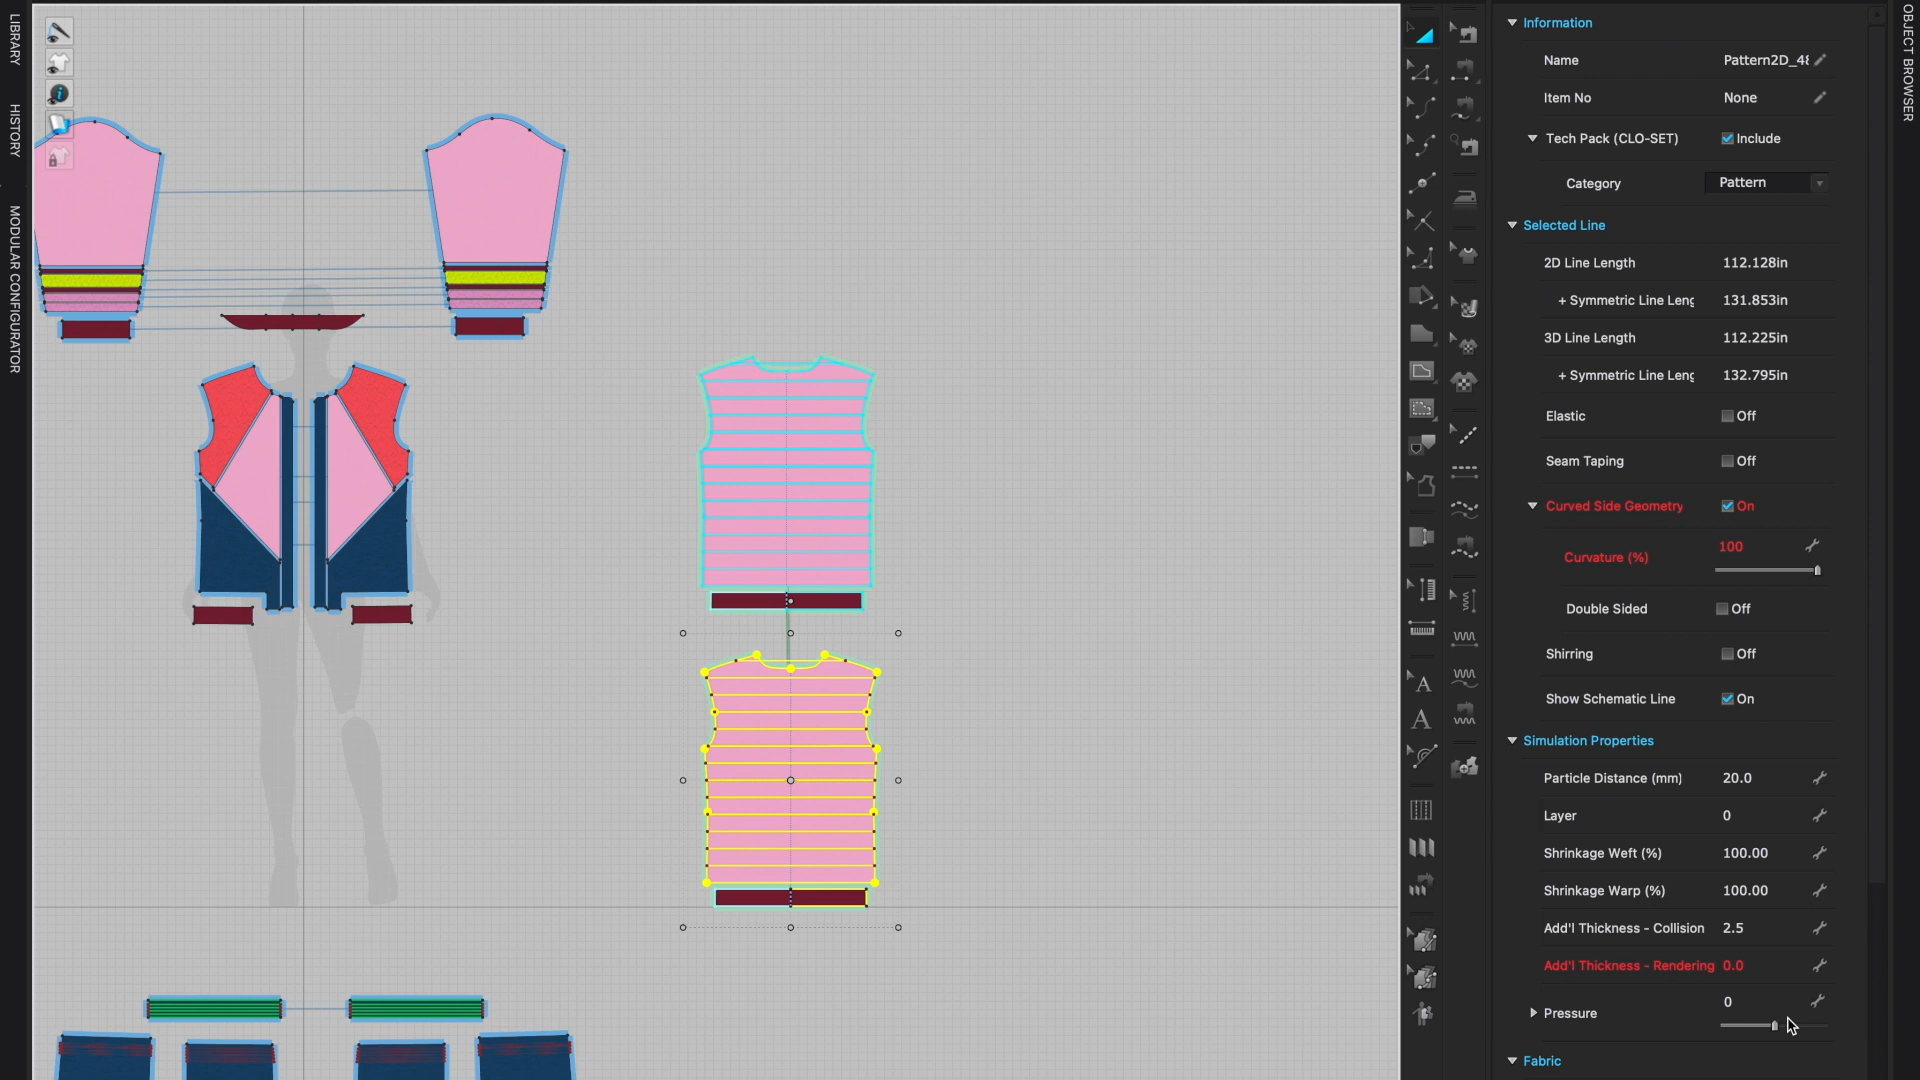 LIBRARY
HISTORY
MODULAR CONFIGURATOR
OBJECT BROWSER
Information
Name
Pattern2D_48
Item No
None
Tech Pack (CLO-SET)
Include
Category
Pattern
Selected Line
2D Line Length
112.128in
+ Symmetric Line Leng
131.853in
3D Line Length
112.225in
+ Symmetric Line Leng
132.795in
Elastic
Off
Seam Taping
Off
Curved Side Geometry
On
Curvature (%)
100
Double Sided
Off
Shirring
Off
Show Schematic Line
On
Simulation Properties
Particle Distance (mm)
20.0
Layer
0
Shrinkage Weft (%)
100.00
Shrinkage Warp (%)
100.00
Add'l Thickness - Collision
2.5
Add'l Thickness - Rendering
0.0
Pressure
0
Fabric